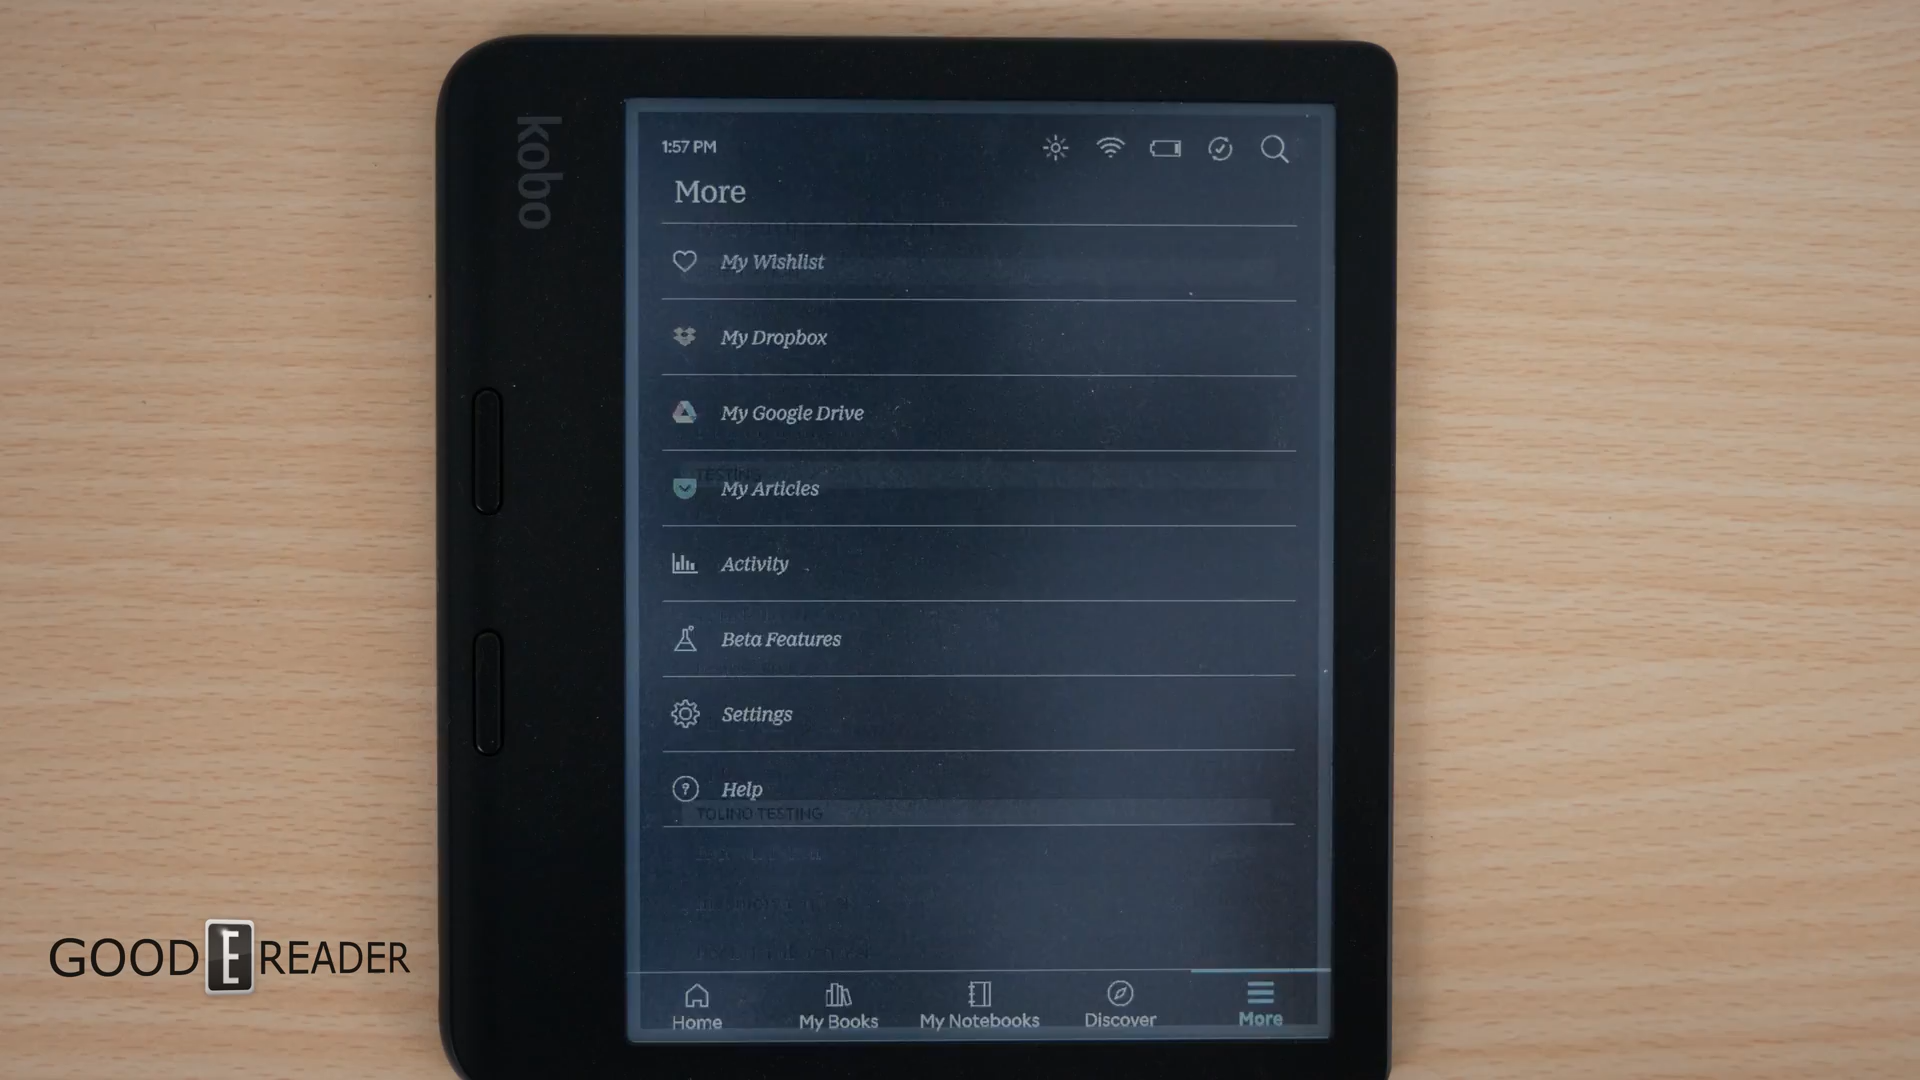 kobo
1:57 PM
More
My Wishlist
My Dropbox
My Google Drive
TESTING
My Articles
Activity
Beta Features
Settings
Help
TOLINO TESTING
Home
My Books
My Notebooks
Discover
More
GOOD E READER